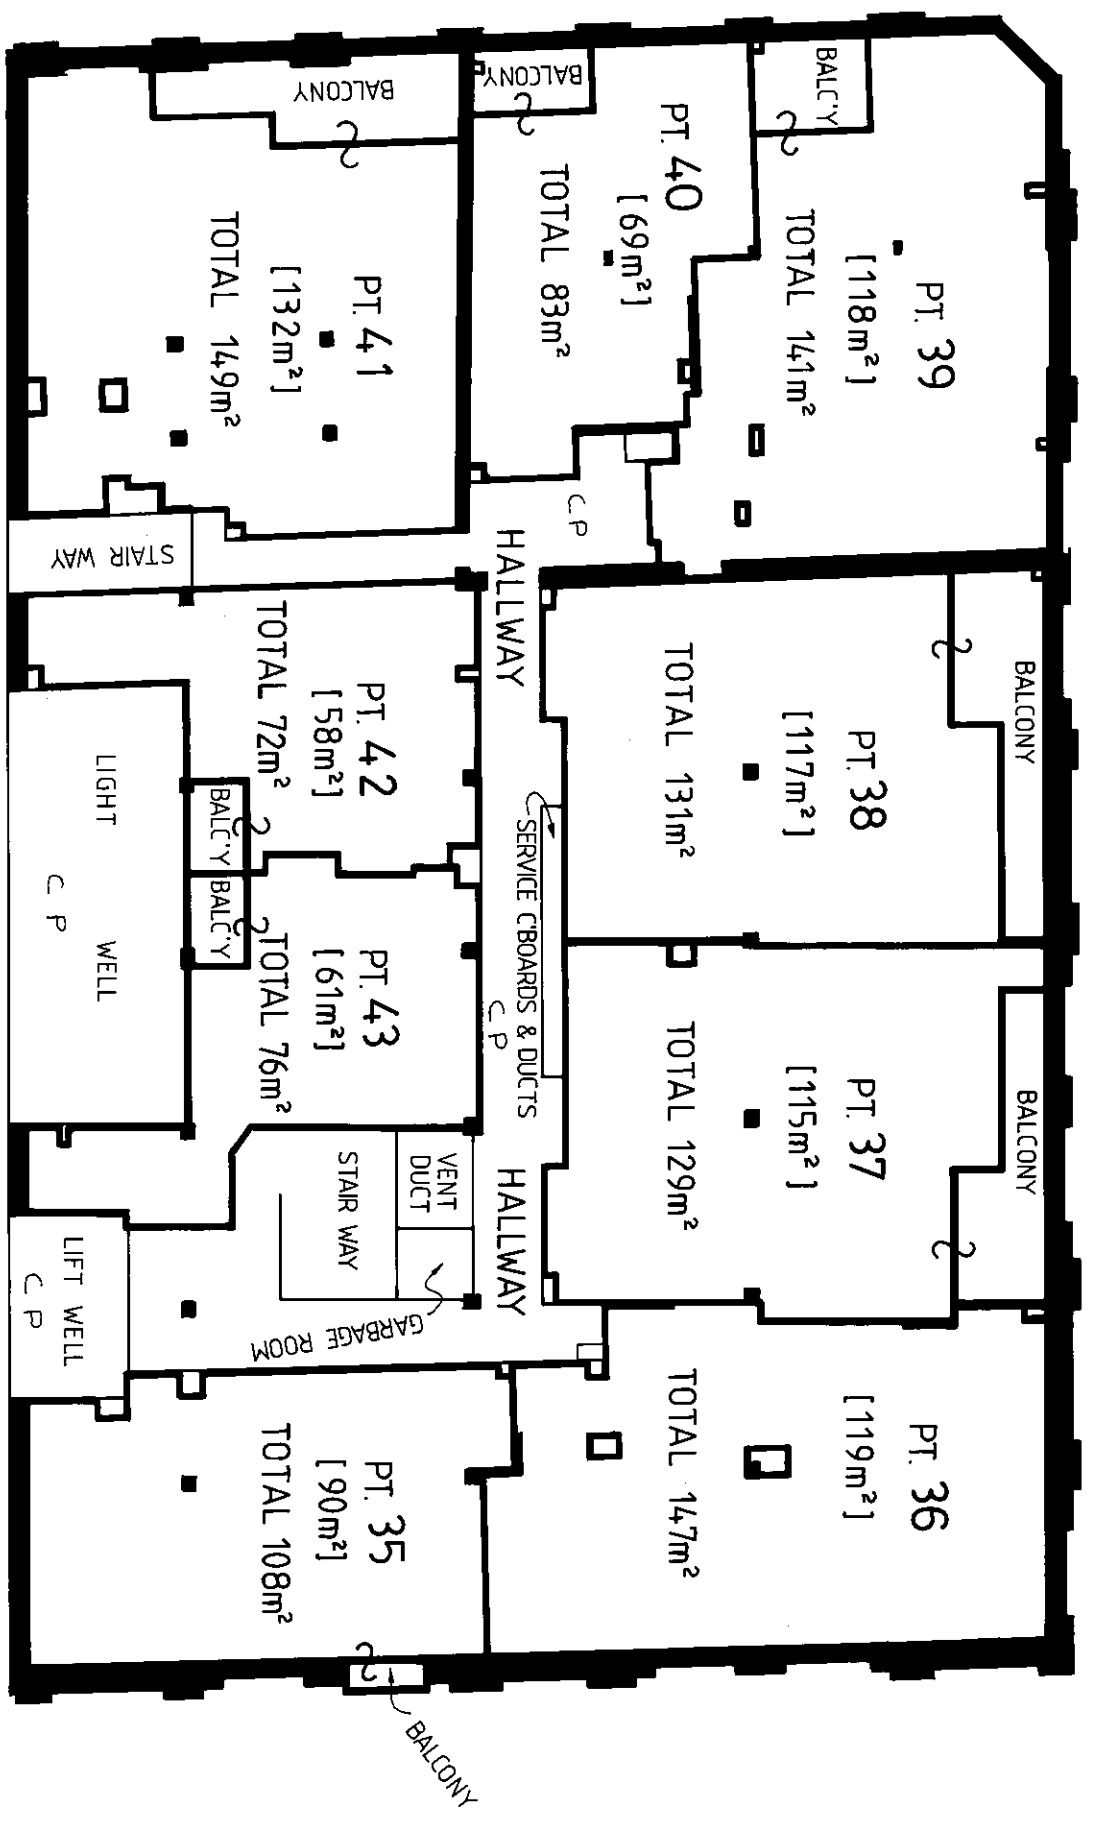 BALCONY
BALCONY
BALC'Y
PT. 41
[132m²]
TOTAL 149m²
PT. 40
[69m²]
TOTAL 83m²
PT. 39
[118m²]
TOTAL 141m²
STAIR WAY
HALLWAY
C P
PT. 42
[58m²]
TOTAL 72m²
BALC'Y
PT. 38
[117m²]
TOTAL 131m²
BALCONY
LIGHT WELL
C P
SERVICE C'BOARDS & DUCTS
C P
PT. 43
[61m²]
TOTAL 76m²
BALC'Y
PT. 37
[115m²]
TOTAL 129m²
BALCONY
VENT
DUCT
STAIR WAY
HALLWAY
GARBAGE ROOM
LIFT WELL
C P
PT. 35
[90m²]
TOTAL 108m²
PT. 36
[119m²]
TOTAL 147m²
BALCONY